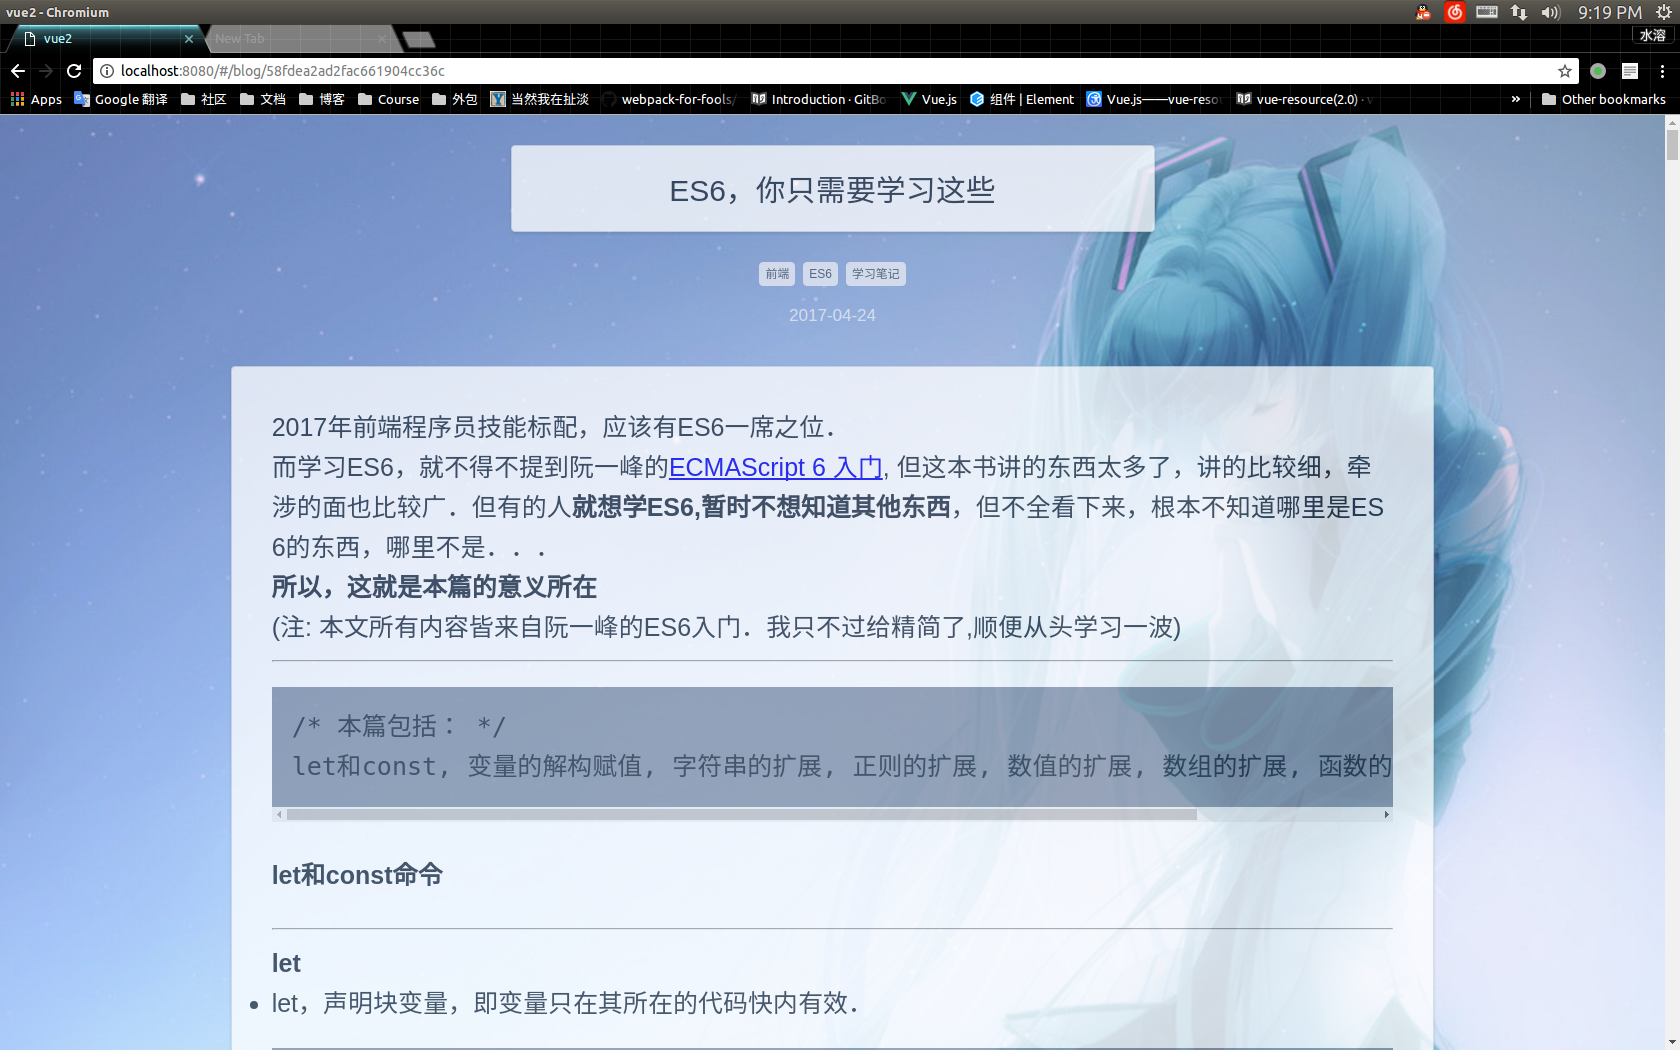 vue2 - Chromium
9:19 PM
vue2
New Tab
水溶
localhost:8080/#/blog/58fdea2ad2fac661904cc36c
Apps
Google 翻译
社区
文档
博客
Course
外包
当然我在扯淡
webpack-for-fools/
Introduction · GitBo
Vue.js
组件 | Element
Vue.js——vue-reso
vue-resource(2.0) ·
»
Other bookmarks
ES6，你只需要学习这些
前端
ES6
学习笔记
2017-04-24
2017年前端程序员技能标配，应该有ES6一席之位．
而学习ES6，就不得不提到阮一峰的ECMAScript 6 入门, 但这本书讲的东西太多了，讲的比较细，牵
涉的面也比较广．但有的人就想学ES6,暂时不想知道其他东西，但不全看下来，根本不知道哪里是ES
6的东西，哪里不是．．．
所以，这就是本篇的意义所在
(注: 本文所有内容皆来自阮一峰的ES6入门．我只不过给精简了,顺便从头学习一波)
/* 本篇包括： */
let和const, 变量的解构赋值, 字符串的扩展, 正则的扩展, 数值的扩展, 数组的扩展, 函数的
let和const命令
let
let，声明块变量，即变量只在其所在的代码快内有效．